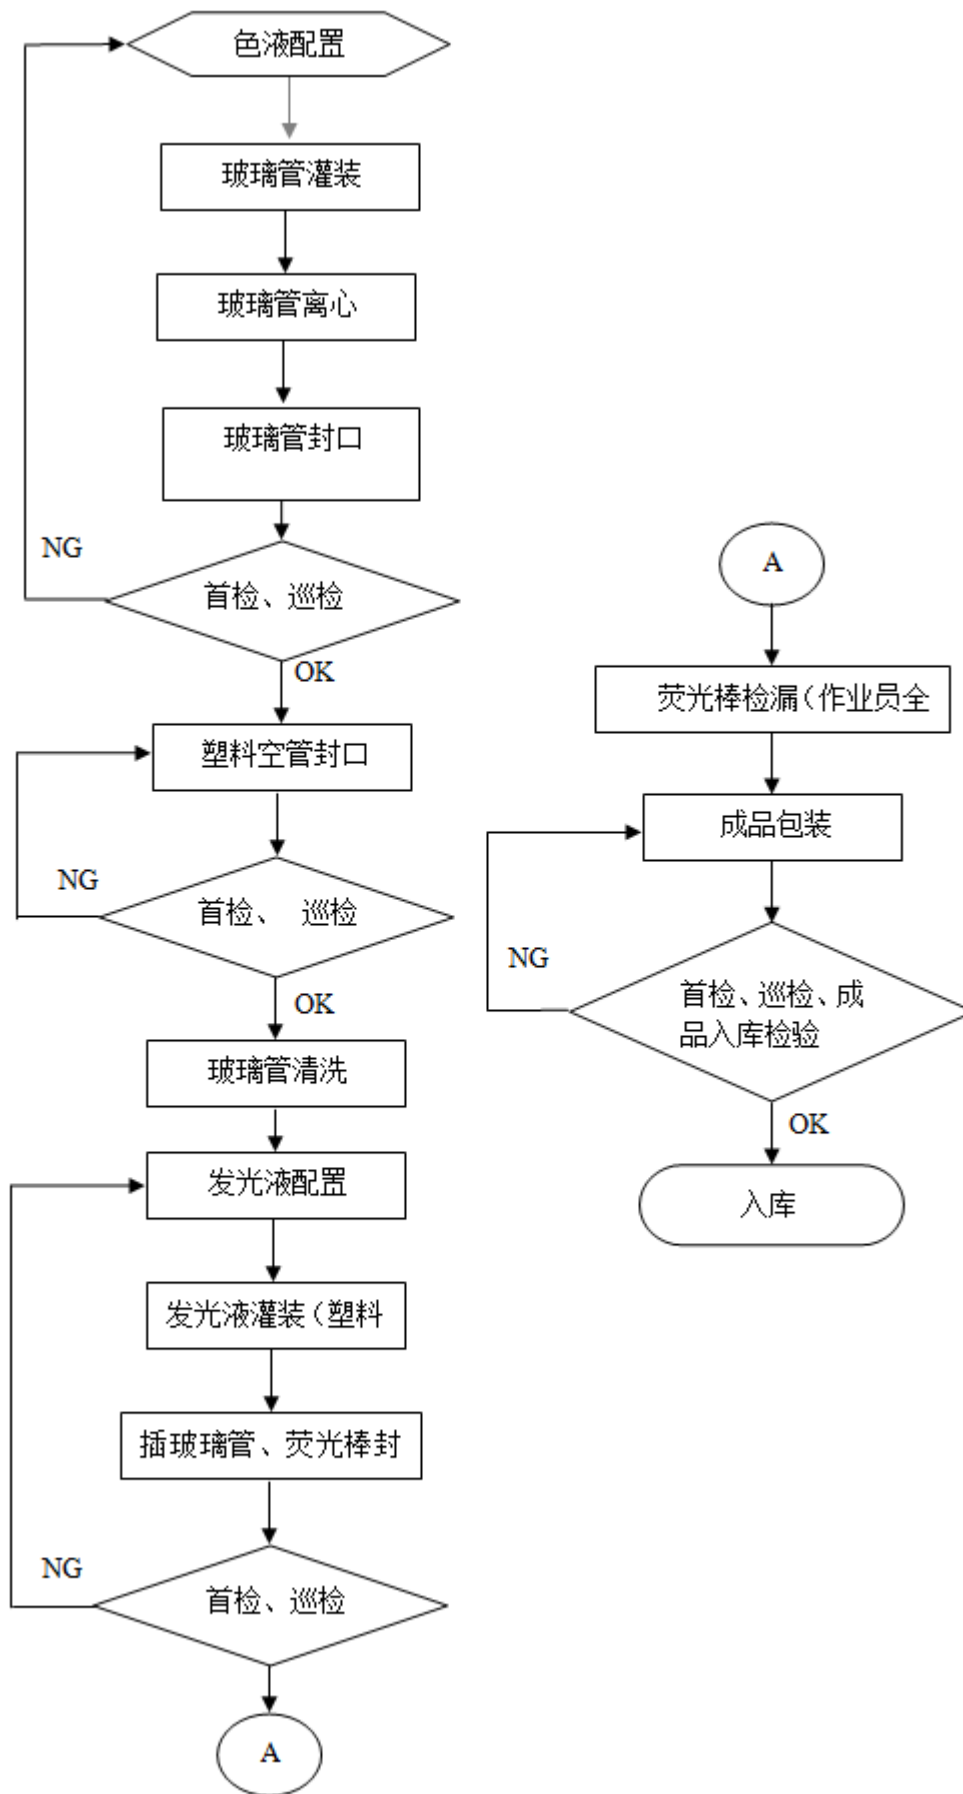 色液配置
玻璃管灌装
玻璃管离心
玻璃管封口
NG
首检、巡检
OK
塑料空管封口
NG
首检、 巡检
OK
玻璃管清洗
发光液配置
发光液灌装(塑料
插玻璃管、荧光棒封
NG
首检、巡检
A
A
荧光棒检漏(作业员全
成品包装
NG
首检、巡检、成
品入库检验
OK
入库